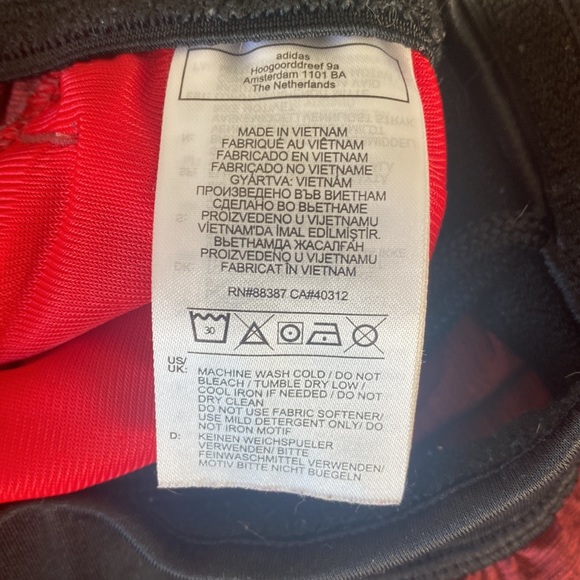 adidas
Hoogoorddreef 9a
Amsterdam 1101 BA
The Netherlands
MADE IN VIETNAM
FABRIQUÉ AU VIÊTNAM
FABRICADO EN VIETNAM
FABRICADO NO VIETNAME
GYÁRTVA: VIETNÁM
ПРОИЗВЕДЕНО ВЪВ ВИЕТНАМ
СДЕЛАНО ВО ВЬЕТНАМЕ
PROIZVEDENO U VIJETNAMU
VİETNAM'DA İMAL EDİLMİŞTİR.
ВЬЕТНАМДА ЖАСАЛҒАН
PROIZVEDENO U VIJETNAMU
FABRICAT ÎN VIETNAM
RN#88387 CA#40312
30
US/
UK: MACHINE WASH COLD / DO NOT
BLEACH / TUMBLE DRY LOW /
COOL IRON IF NEEDED / DO NOT
DRY CLEAN
DO NOT USE FABRIC SOFTENER/
USE MILD DETERGENT ONLY/ DO
NOT IRON MOTIF
D: KEINEN WEICHSPUELER
VERWENDEN/ BITTE
FEINWASCHMITTEL VERWENDEN/
MOTIV BITTE NICHT BUEGELN